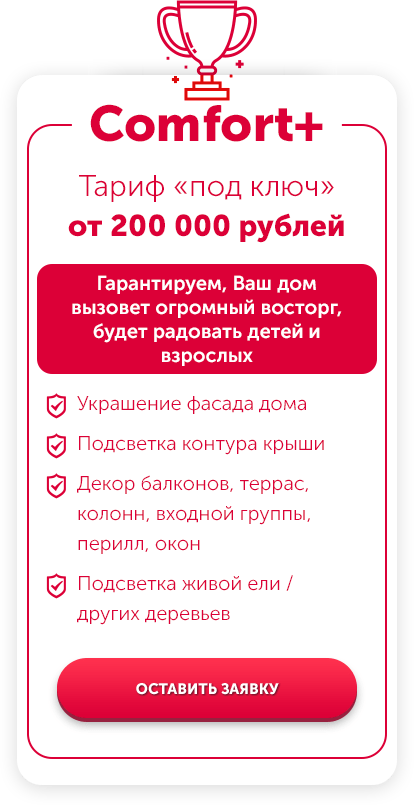 Comfort+
Тариф «под ключ»
от 200 000 рублей
Гарантируем, Ваш дом
вызовет огромный восторг,
будет радовать детей и
взрослых
Украшение фасада дома
Подсветка контура крыши
Декор балконов, террас,
колонн, входной группы,
перилл, окон
Подсветка живой ели /
других деревьев
ОСТАВИТЬ ЗАЯВКУ